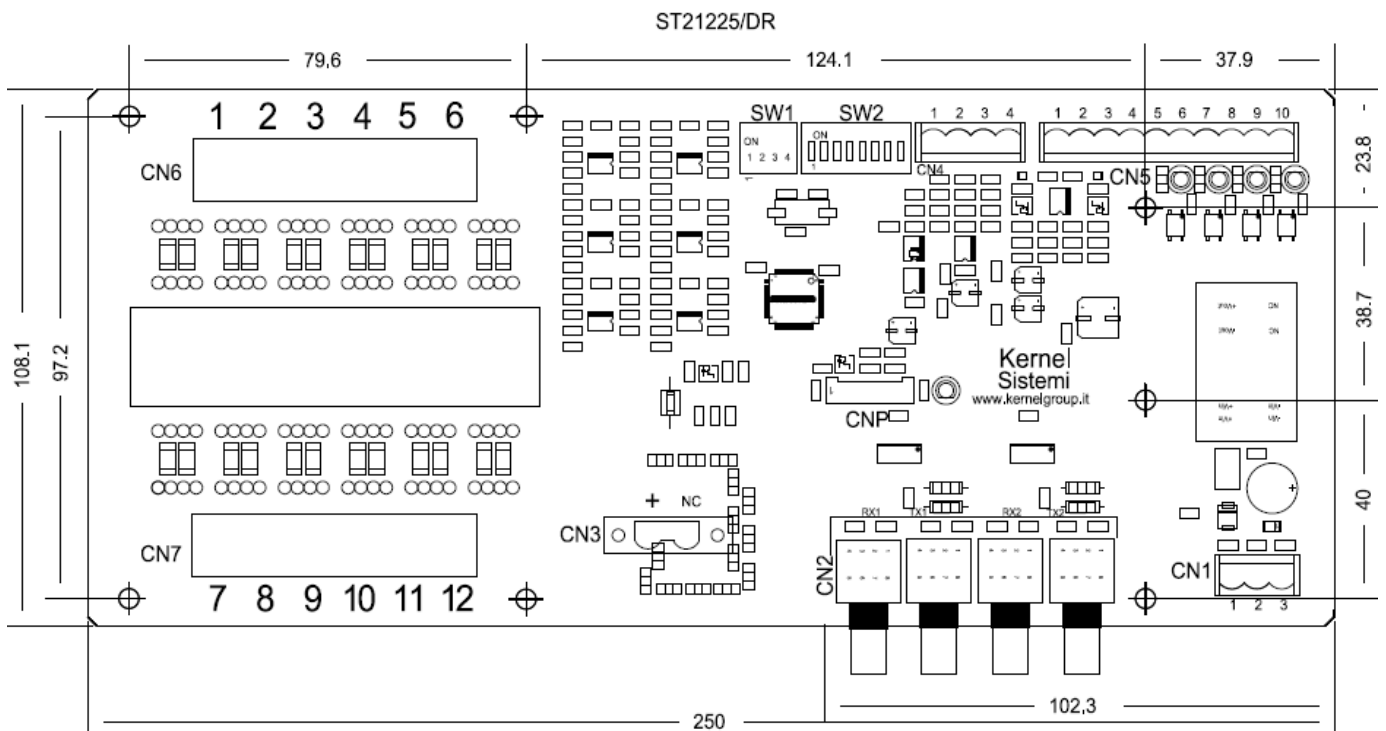 ST21225/DR
79,6
124.1
37.9
1 2 3 4 5 6
SW1
ON
1 2 3 4
1
SW2
ON
1
1 2 3 4
CN4
1 2 3 4 5 6 7 8 9 10
CN5
23.8
CN6
38.7
108.1
97.2
Kernel
Sistemi
www.kernelgroup.it
CNP
+ NC
CN3
RX1 TX1 RX2 TX2
CN2
+
40
CN7
7 8 9 10 11 12
CN1
1 2 3
102,3
250